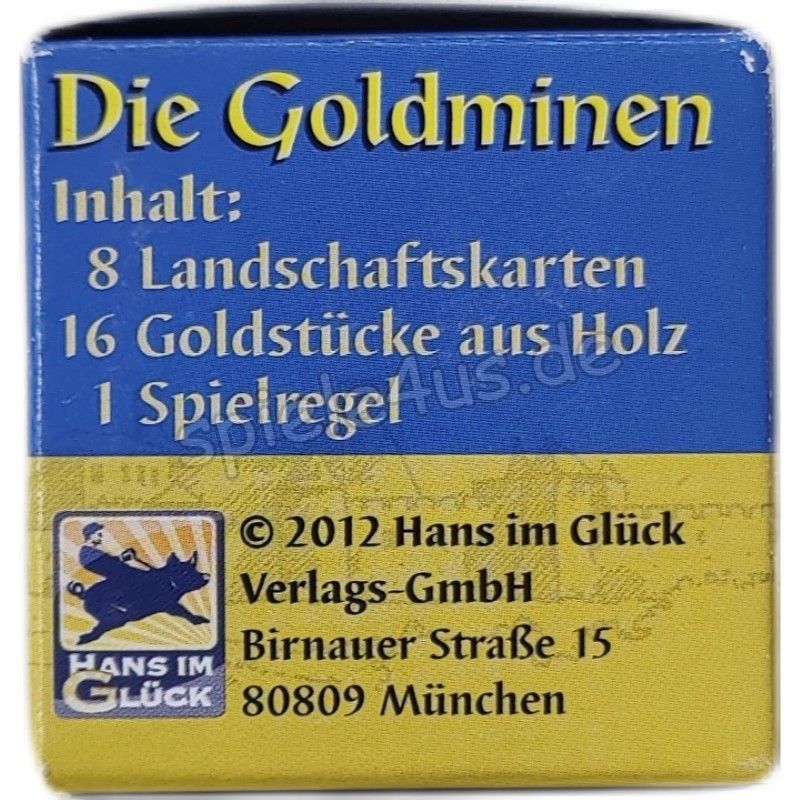 Die Goldminen
Inhalt:
8 Landschaftskarten
16 Goldstücke aus Holz
1 Spielregel
spiele4us.de
© 2012 Hans im Glück
Verlags-GmbH
Birnauer Straße 15
80809 München
HANS IM
GLÜCK